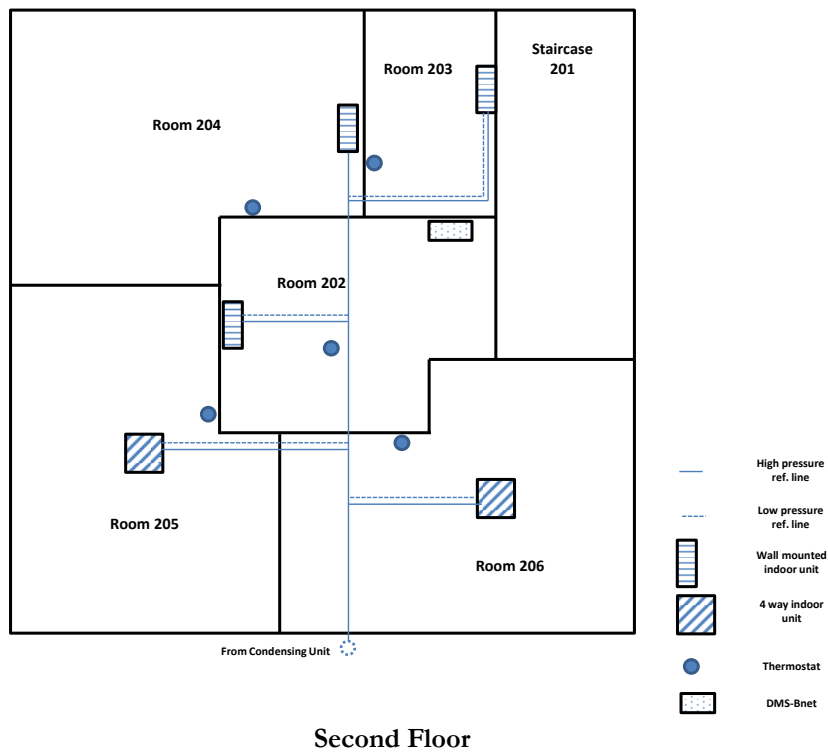 Staircase
201
Room 203
Room 204
Room 202
Room 205
Room 206
From Condensing Unit
High pressure
ref. line
Low pressure
ref. line
Wall mounted
indoor unit
4 way indoor
unit
Thermostat
DMS-Bnet
Second Floor